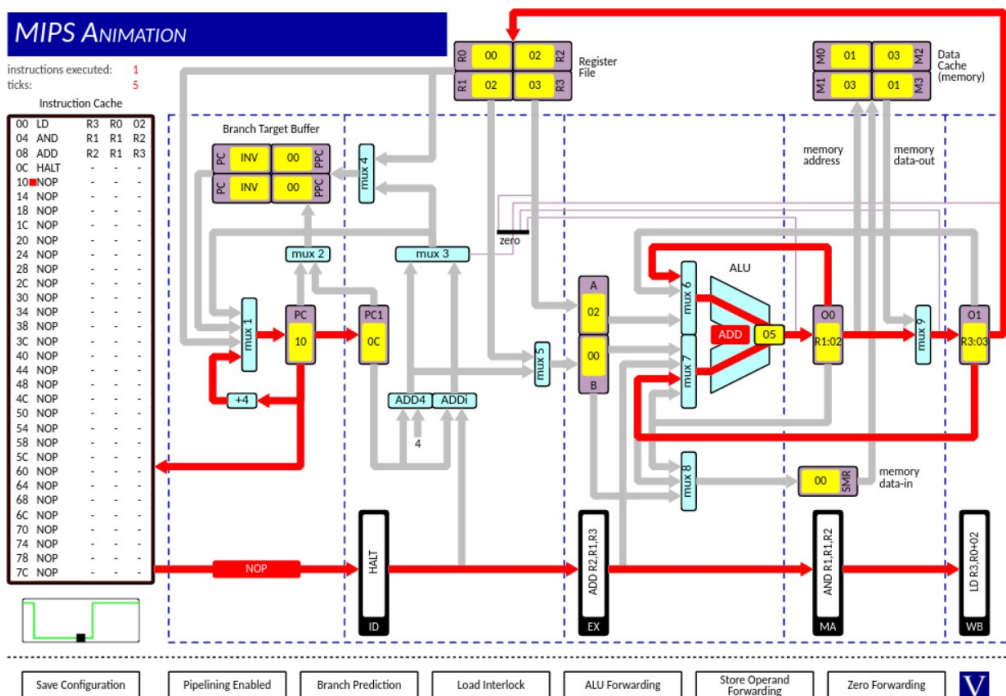 MIPS ANIMATION
instructions executed: 1
ticks: 5
Instruction Cache
00 LD R3 R0 02
04 AND R1 R1 R2
08 ADD R2 R1 R3
0C HALT - - -
10 NOP - - -
14 NOP - - -
18 NOP - - -
1C NOP - - -
20 NOP - - -
24 NOP - - -
28 NOP - - -
2C NOP - - -
30 NOP - - -
34 NOP - - -
38 NOP - - -
3C NOP - - -
40 NOP - - -
44 NOP - - -
48 NOP - - -
4C NOP - - -
50 NOP - - -
54 NOP - - -
58 NOP - - -
5C NOP - - -
60 NOP - - -
64 NOP - - -
68 NOP - - -
6C NOP - - -
70 NOP - - -
74 NOP - - -
78 NOP - - -
7C NOP - - -
R0 00 02 R2
R1 02 03 R3
Register
File
M0 01 03 M2
M1 03 01 M3
Data
Cache
(memory)
Branch Target Buffer
PC INV 00 PPC
PC INV 00 PPC
mux 4
memory
address
memory
data-out
zero
mux 2
mux 3
mux 1
PC
10
PC1
0C
+4
ADD4
ADDi
4
mux 5
A
02
00
B
mux 6
mux 7
ALU
ADD
05
O0
R1:02
mux 9
O1
R3:03
mux 8
00 SMR
memory
data-in
NOP
HALT
ID
ADD R2,R1,R3
EX
AND R1,R1,R2
MA
LD R3,R0+02
WB
Save Configuration
Pipelining Enabled
Branch Prediction
Load Interlock
ALU Forwarding
Store Operand
Forwarding
Zero Forwarding
V